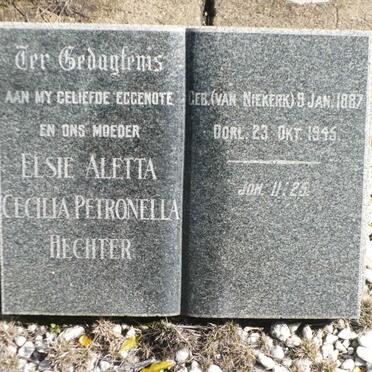 Ter Gedagtenis
AAN MY GELIEFDE EGGENOTE
EN ONS MOEDER
ELSIE ALETTA
CECILIA PETRONELLA
HECHTER
GEB. (VAN NIEKERK) 9 JAN. 1887
OORL. 23 OKT. 1945.
JOH. 11:25.